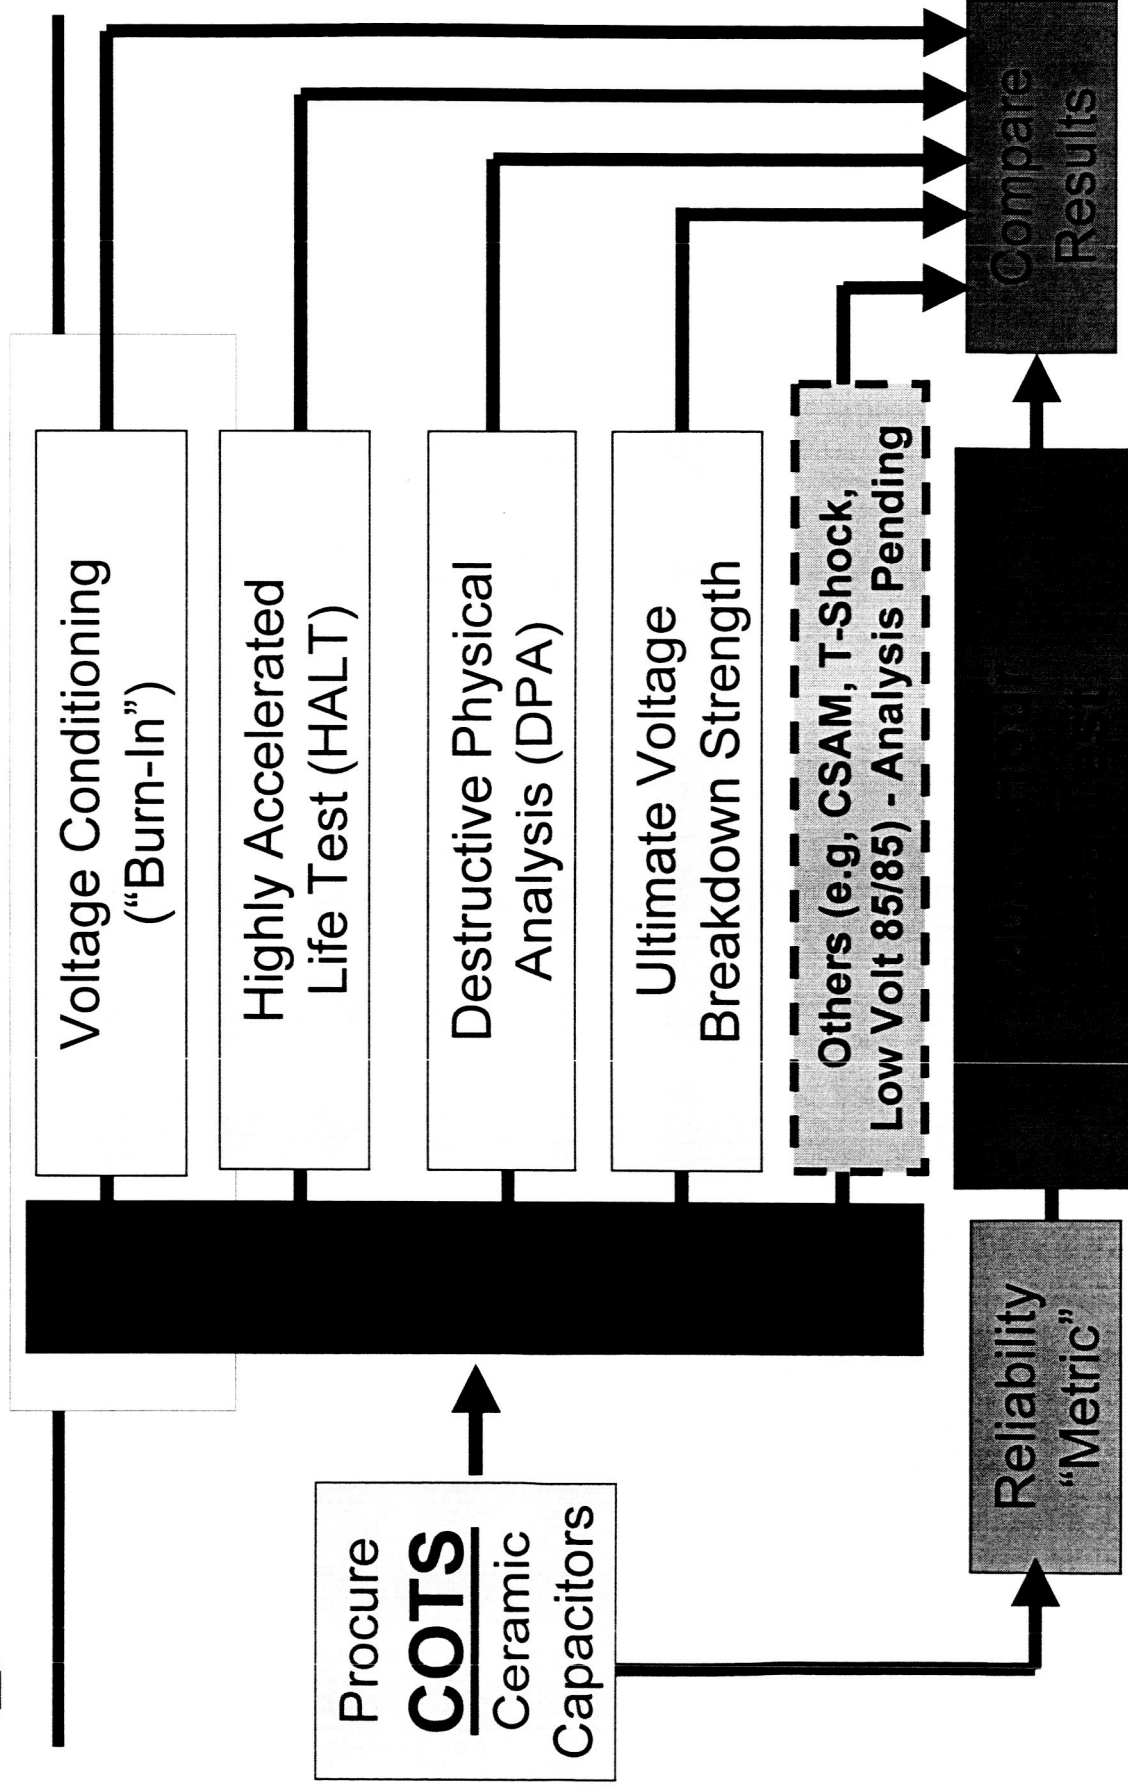 Procure
COTS
Ceramic
Capacitors
Voltage Conditioning
(“Burn-In”)
Highly Accelerated
Life Test (HALT)
Destructive Physical
Analysis (DPA)
Ultimate Voltage
Breakdown Strength
Others (e.g, CSAM, T-Shock,
Low Volt 85/85) - Analysis Pending
Reliability
“Metric”
Compare
Results